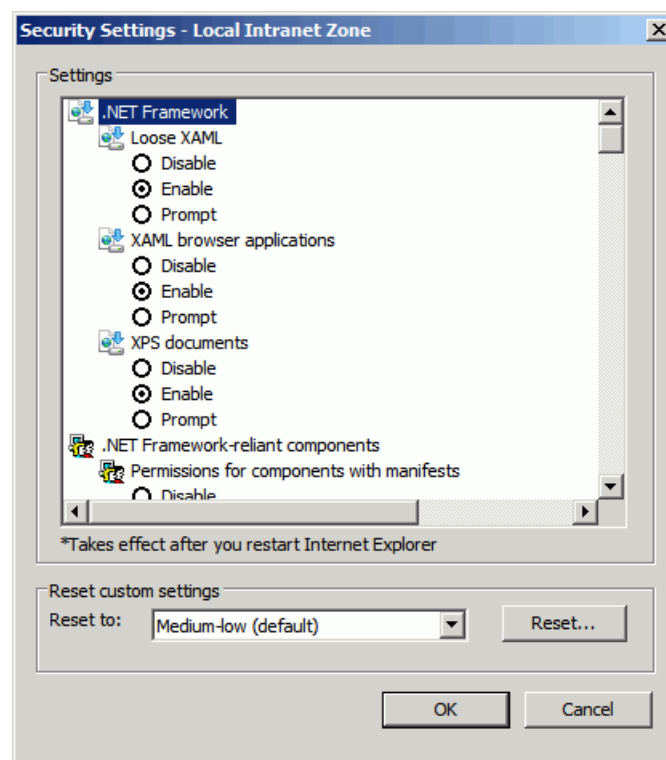 Security Settings - Local Intranet Zone
Settings
.NET Framework
Loose XAML
Disable
Enable
Prompt
XAML browser applications
Disable
Enable
Prompt
XPS documents
Disable
Enable
Prompt
.NET Framework-reliant components
Permissions for components with manifests
Disable
*Takes effect after you restart Internet Explorer
Reset custom settings
Reset to: Medium-low (default) Reset...
OK Cancel